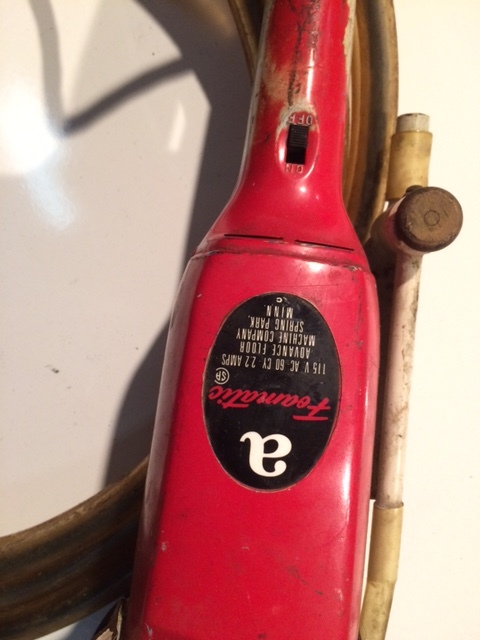 a
Foamatic
SP
115 V AC 60 CY 2.2 AMPS
ADVANCE FLOOR
MACHINE COMPANY
SPRING PARK,
MINN.
C
OFF
ON